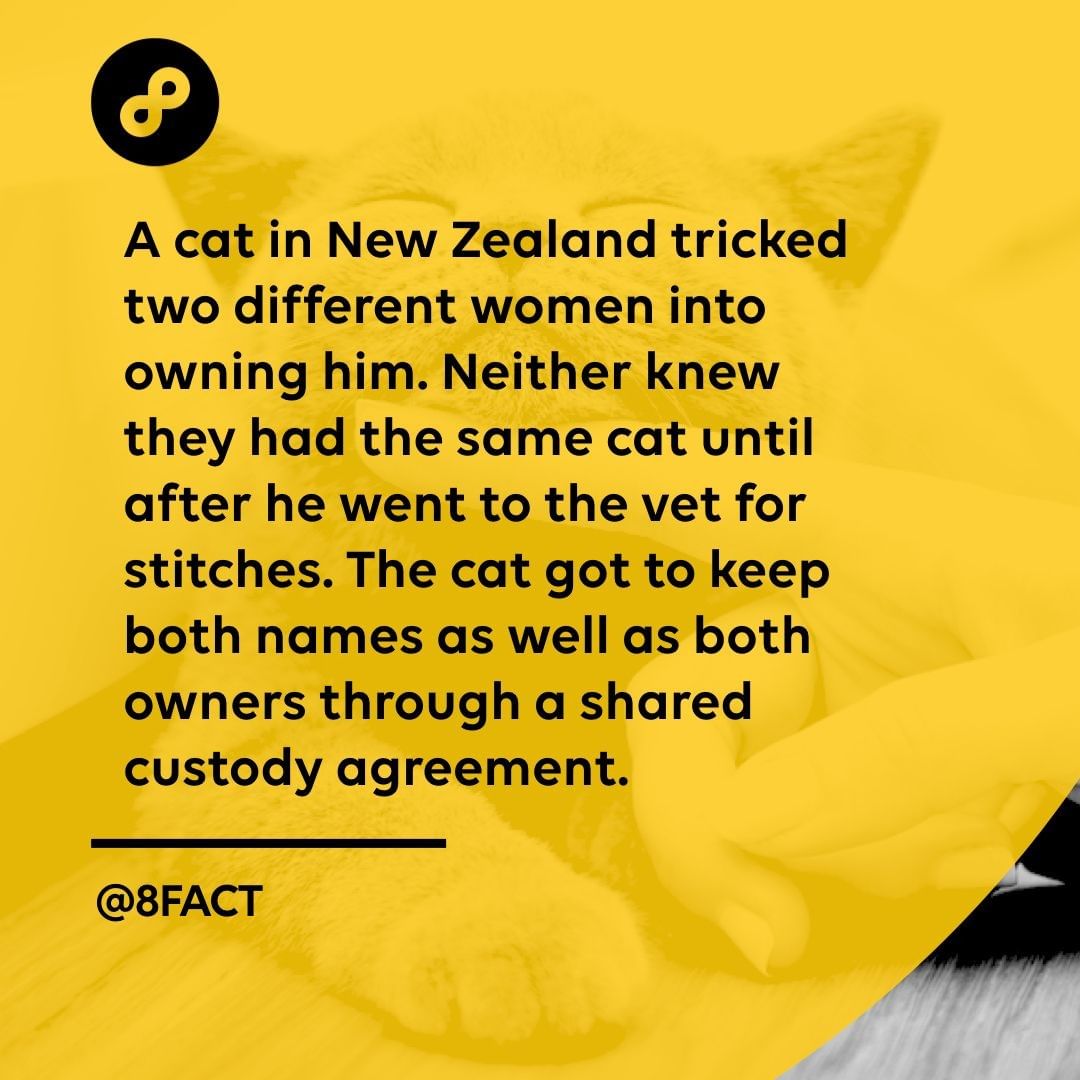 A cat in New Zealand tricked
two different women into
owning him. Neither knew
they had the same cat until
after he went to the vet for
stitches. The cat got to keep
both names as well as both
owners through a shared
custody agreement.
@8FACT